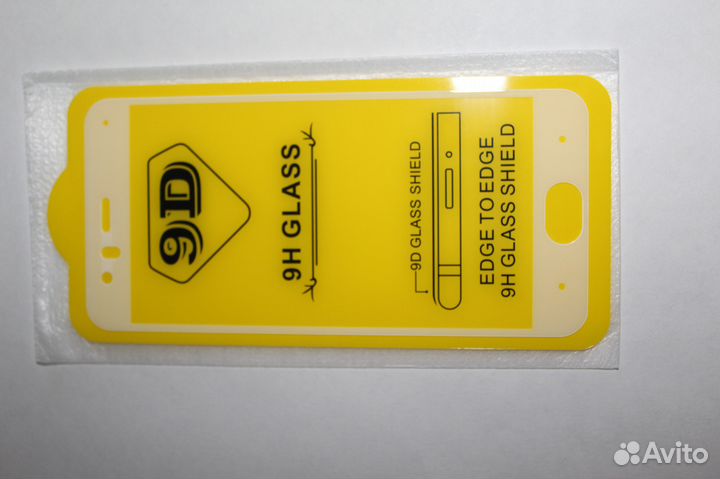 9D
9H GLASS
9D GLASS SHIELD
EDGE TO EDGE
9H GLASS SHIELD
Avito